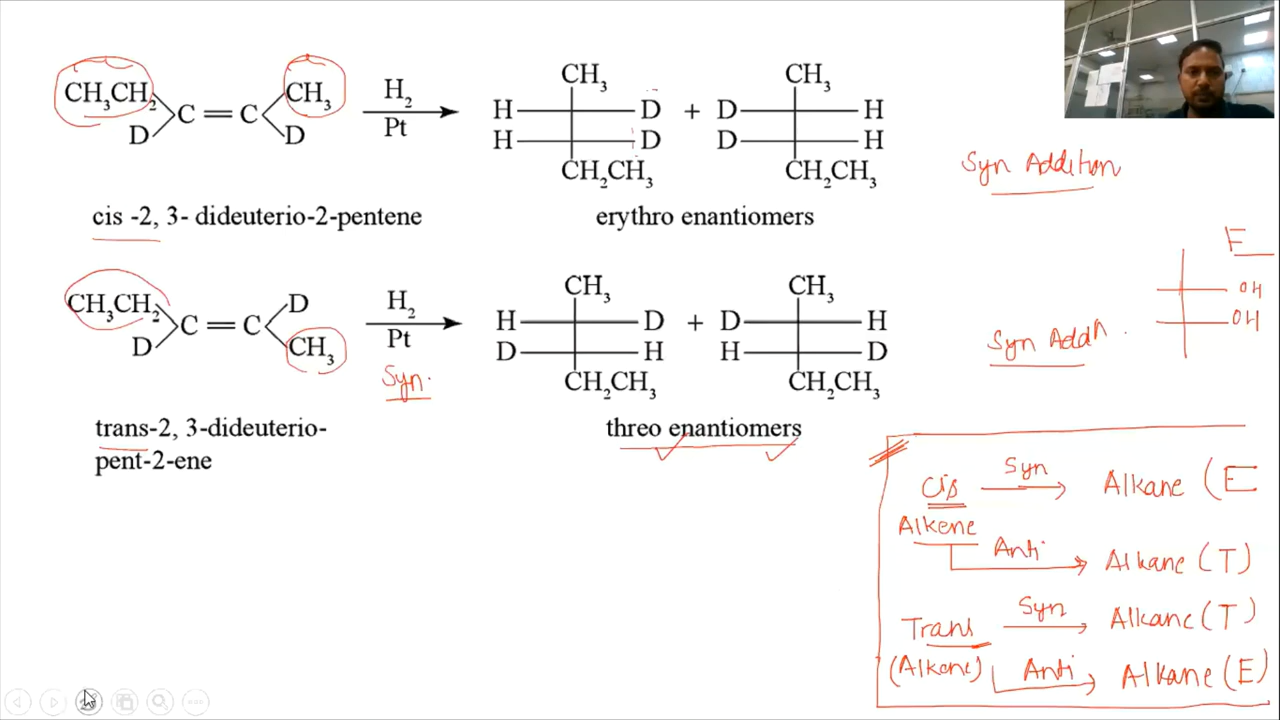 CH₃CH₂ CH₃
C = C
D D
H₂
Pt
CH₃
H D
H D
CH₂CH₃
+
CH₃
D H
D H
CH₂CH₃
Syn Addition
cis -2, 3- dideuterio-2-pentene
erythro enantiomers
E
OH
OH
CH₃CH₂ D
C = C
D CH₃
H₂
Pt
Syn.
CH₃
H D
D H
CH₂CH₃
+
CH₃
D H
H D
CH₂CH₃
Syn Addn.
trans-2, 3-dideuterio-
pent-2-ene
threo enantiomers
Cis Syn Alkane (E
Alkene
Anti Alkane (T)
Trans Syn Alkane (T)
(Alkene) Anti Alkane (E)